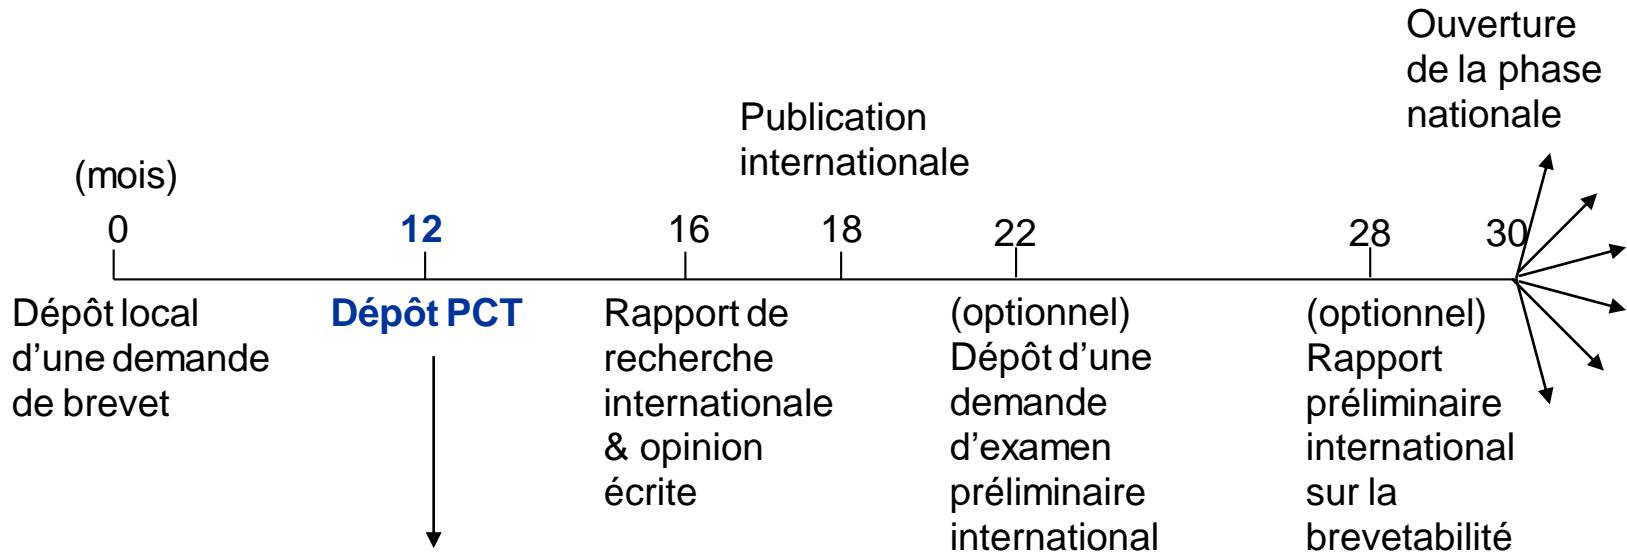 Ouverture
de la phase
nationale
Publication
internationale
(mois)
0
12
16
18
22
28
30
Dépôt local
d’une demande
de brevet
Dépôt PCT
Rapport de
recherche
internationale
& opinion
écrite
(optionnel)
Dépôt d’une
demande
d’examen
préliminaire
international
(optionnel)
Rapport
préliminaire
international
sur la
brevetabilité